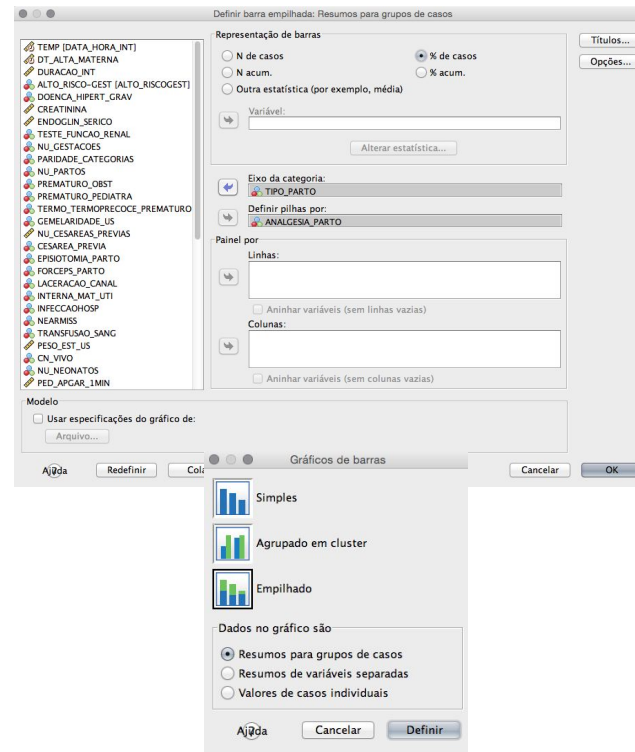 Definir barra empilhada: Resumos para grupos de casos
TEMP [DATA_HORA_INT]
DT_ALTA_MATERNA
DURACAO_INT
ALTO_RISCO-GEST [ALTO_RISCOGEST]
DOENCA_HIPERT_GRAV
CREATININA
ENDOGLIN_SERICO
TESTE_FUNCAO_RENAL
NU_GESTACOES
PARIDADE_CATEGORIAS
NU_PARTOS
PREMATURO_OBST
PREMATURO_PEDIATRA
TERMO_TERMOPRECOCE_PREMATURO
GEMELARIDADE_US
NU_CESAREAS_PREVIAS
CESAREA_PREVIA
EPISIOTOMIA_PARTO
FORCEPS_PARTO
LACERACAO_CANAL
INTERNA_MAT_UTI
INFECCAOHOSP
NEARMISS
TRANSFUSAO_SANG
PESO_EST_US
CN_VIVO
NU_NEONATOS
PED_APGAR_1MIN
Representação de barras
N de casos
% de casos
N acum.
% acum.
Outra estatística (por exemplo, média)
Variável:
Alterar estatística...
Eixo da categoria:
TIPO_PARTO
Definir pilhas por:
ANALGESIA_PARTO
Painel por
Linhas:
Aninhar variáveis (sem linhas vazias)
Colunas:
Aninhar variáveis (sem colunas vazias)
Títulos...
Opções...
Modelo
Usar especificações do gráfico de:
Arquivo...
Ajuda
Redefinir
Cola
Cancelar
OK
Gráficos de barras
Simples
Agrupado em cluster
Empilhado
Dados no gráfico são
Resumos para grupos de casos
Resumos de variáveis separadas
Valores de casos individuais
Ajuda
Cancelar
Definir